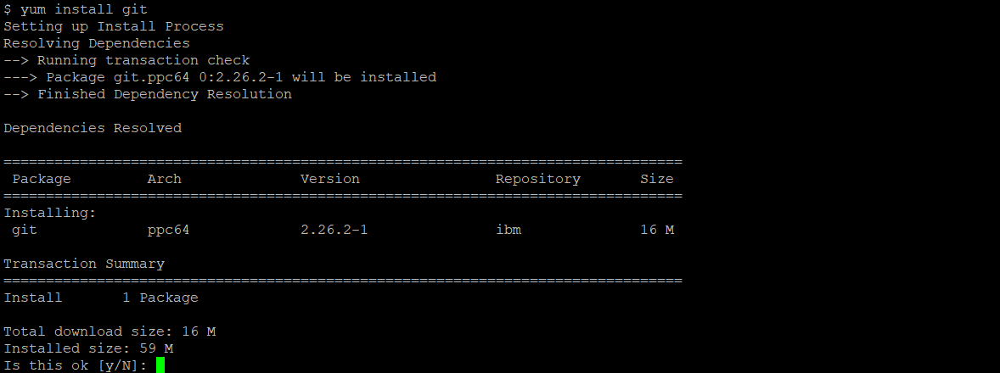 $ yum install git
Setting up Install Process
Resolving Dependencies
--> Running transaction check
---> Package git.ppc64 0:2.26.2-1 will be installed
--> Finished Dependency Resolution

Dependencies Resolved

================================================================================
 Package         Arch              Version                Repository       Size
================================================================================
Installing:
 git             ppc64             2.26.2-1               ibm              16 M

Transaction Summary
================================================================================
Install       1 Package

Total download size: 16 M
Installed size: 59 M
Is this ok [y/N]: